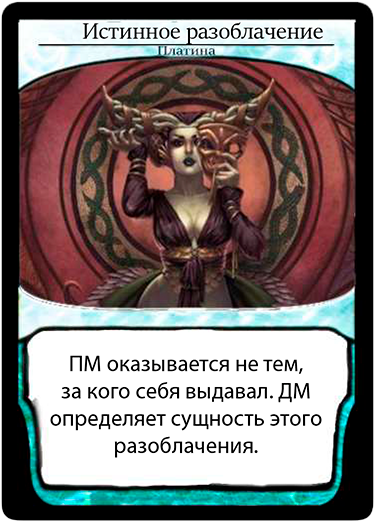 Истинное разоблачение
Платина
ПМ оказывается не тем,
за кого себя выдавал. ДМ
определяет сущность этого
разоблачения.